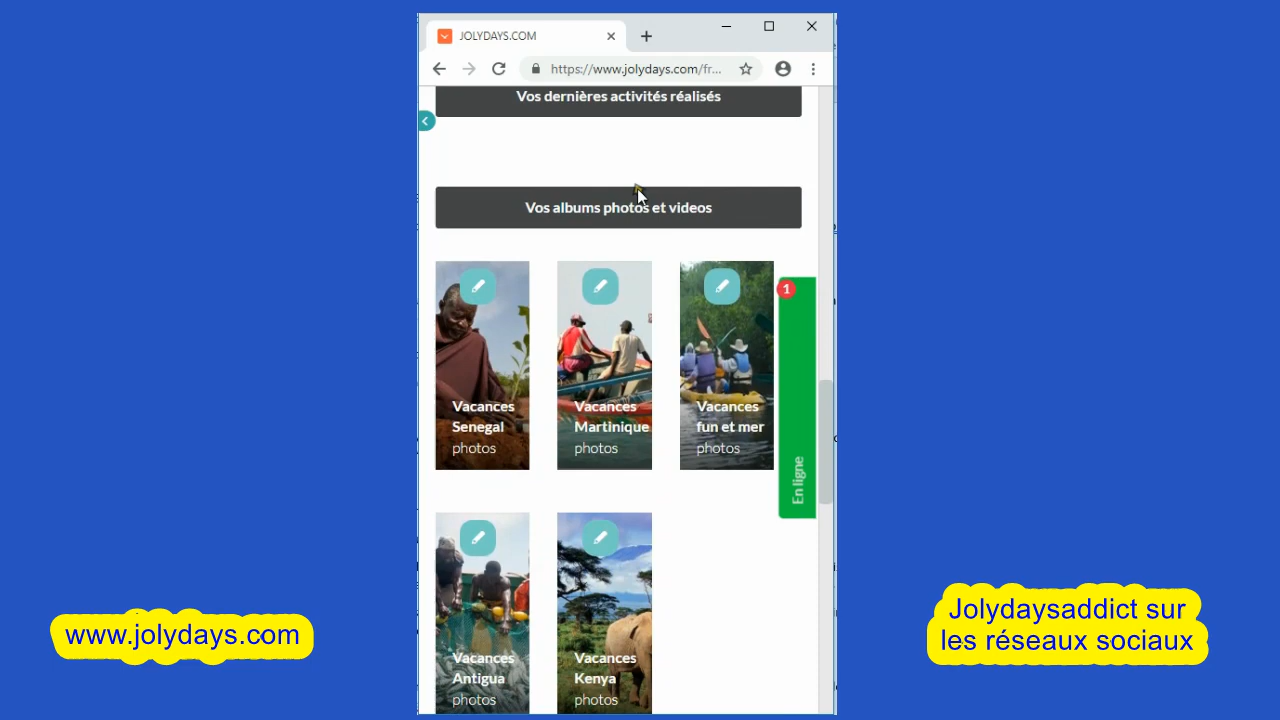 JOLYDAYS.COM
https://www.jolydays.com/fr...
Vos dernières activités réalisés
Vos albums photos et videos
1
En ligne
Vacances
Senegal
photos
Vacances
Martinique
photos
Vacances
fun et mer
photos
Vacances
Antigua
photos
Vacances
Kenya
photos
www.jolydays.com
Jolydaysaddict sur
les réseaux sociaux